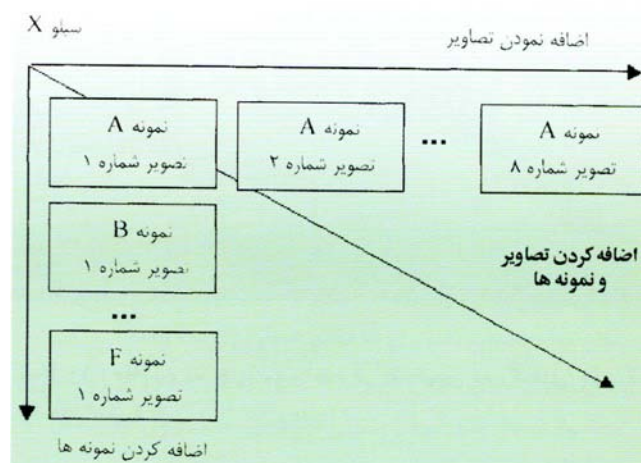 سیلو X
اضافه نمودن تصاویر
نمونه A
تصویر شماره ۱
نمونه A
تصویر شماره ۲
...
نمونه A
تصویر شماره ۸
نمونه B
تصویر شماره ۱
اضافه کردن تصاویر
و نمونه ها
...
نمونه F
تصویر شماره ۱
اضافه کردن نمونه ها